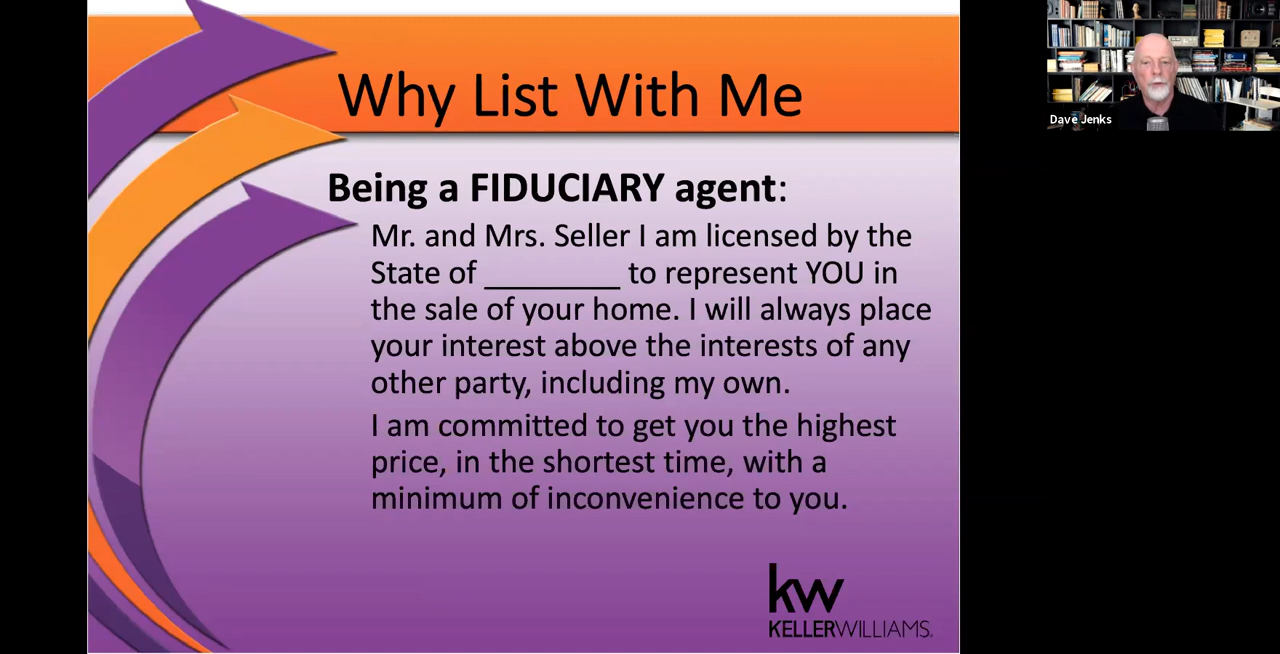 Why List With Me
Being a FIDUCIARY agent:
Mr. and Mrs. Seller I am licensed by the
State of ________ to represent YOU in
the sale of your home. I will always place
your interest above the interests of any
other party, including my own.
I am committed to get you the highest
price, in the shortest time, with a
minimum of inconvenience to you.
kw
KELLERWILLIAMS.
Dave Jenks